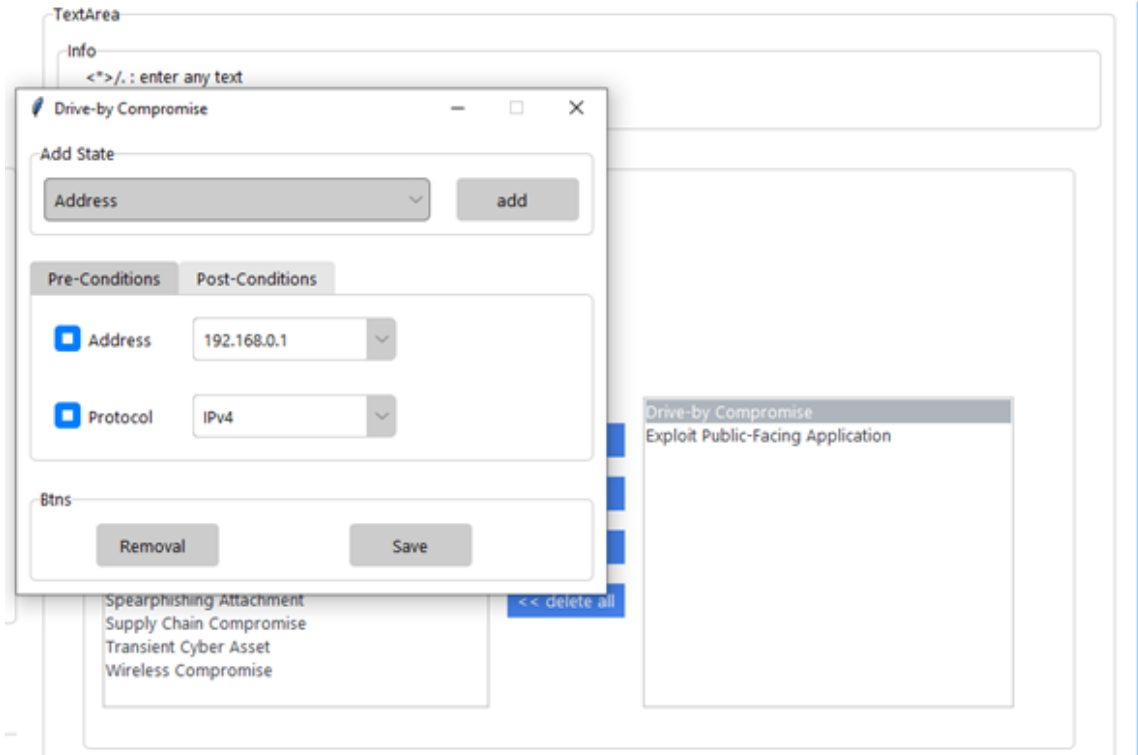 TextArea
Info
<*>/. : enter any text
Drive-by Compromise
Add State
Address
add
Pre-Conditions Post-Conditions
Address 192.168.0.1
Protocol IPv4
Btns
Removal Save
Drive-by Compromise
Exploit Public-Facing Application
Spearphishing Attachment
Supply Chain Compromise
Transient Cyber Asset
Wireless Compromise
<< delete all